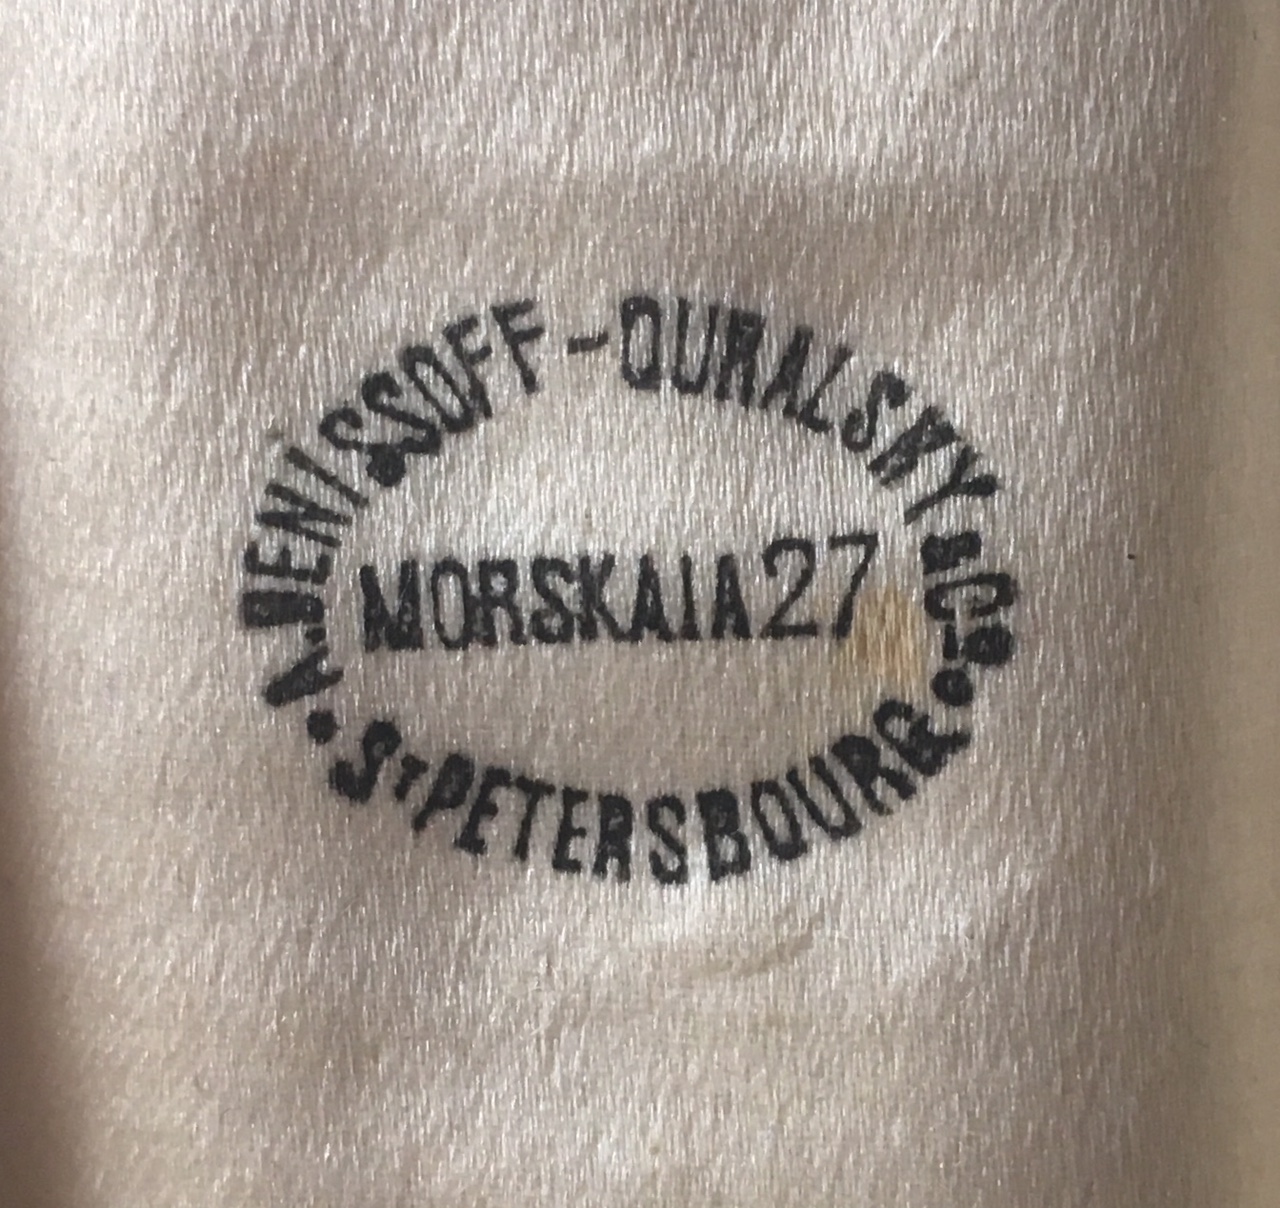 A. DENISSOFF-OURALSKY & Cº
MORSKAIA 27
ST PETERSBOURG